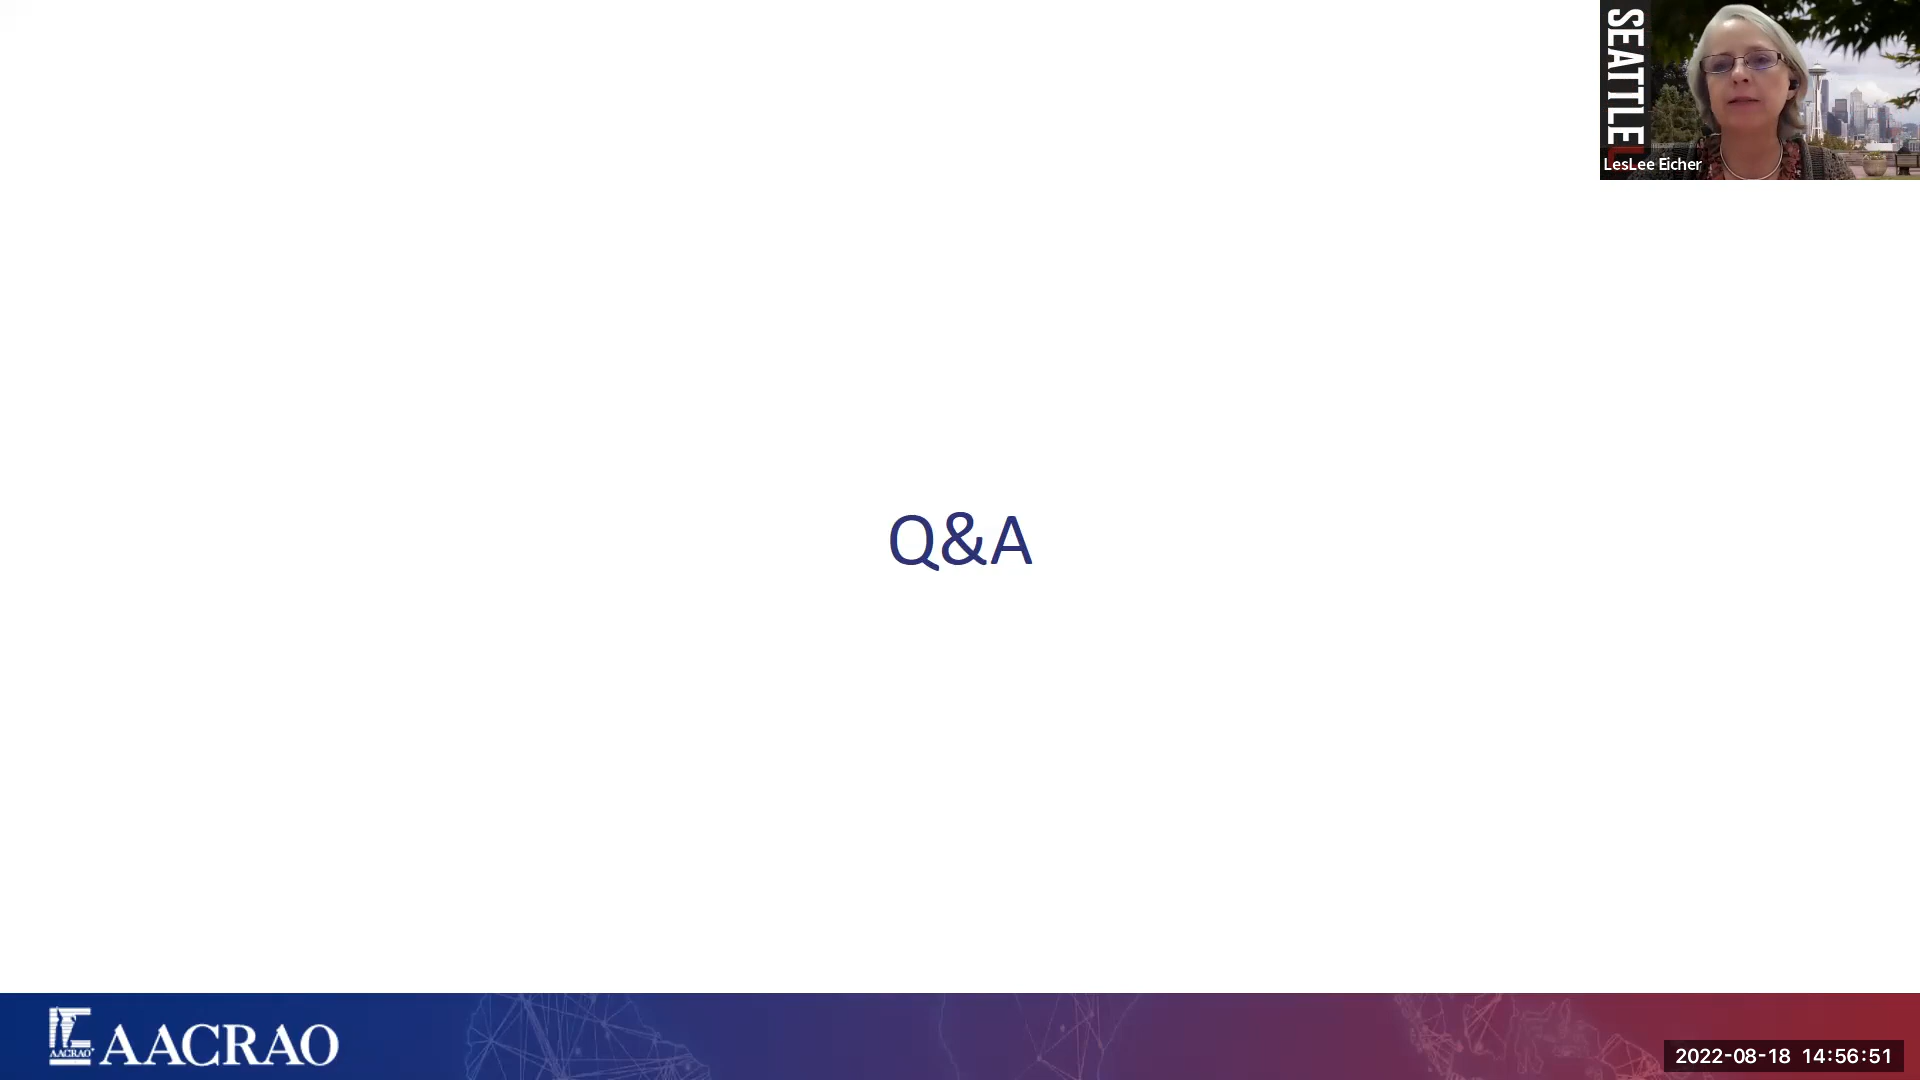 SEATTLE
LesLee Eicher
Q&A
AACRAO
AACRAO
2022-08-18 14:56:51